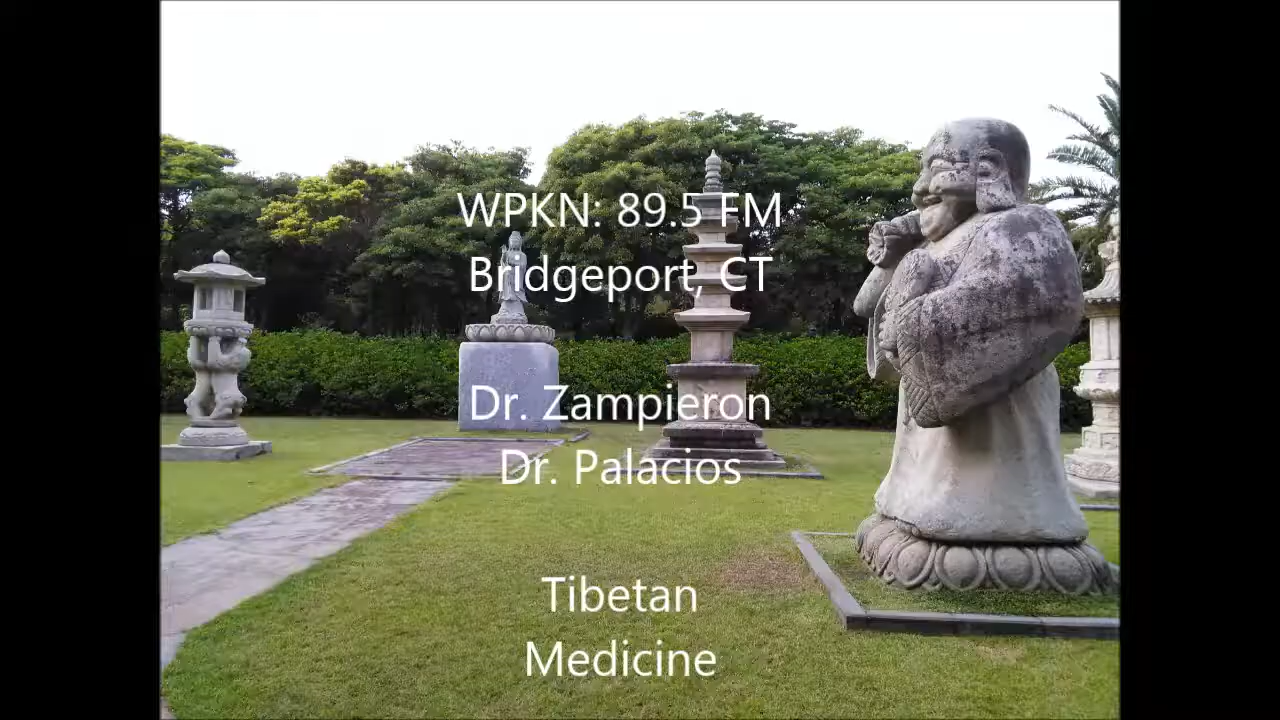 WPKN: 89.5 FM
Bridgeport, CT
Dr. Zampieron
Dr. Palacios
Tibetan
Medicine